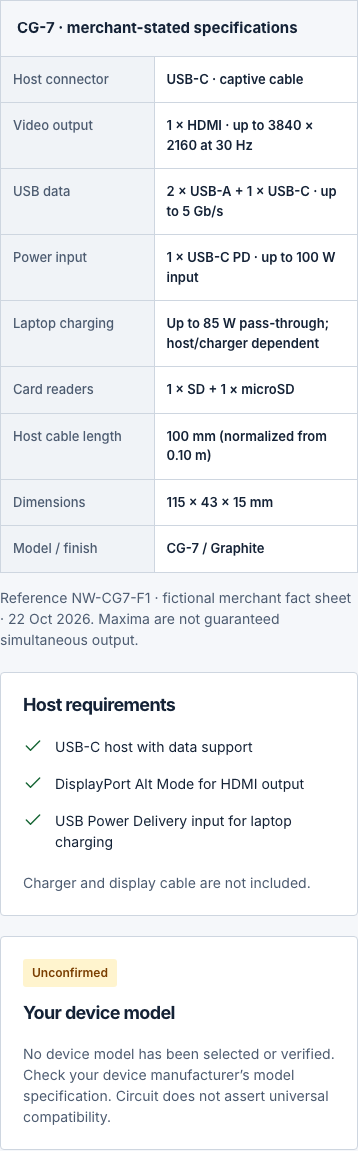 CG-7 · merchant-stated specifications
Host connector
USB-C · captive cable
Video output
1 × HDMI · up to 3840 ×
2160 at 30 Hz
USB data
2 × USB-A + 1 × USB-C · up
to 5 Gb/s
Power input
1 × USB-C PD · up to 100 W
input
Laptop charging
Up to 85 W pass-through;
host/charger dependent
Card readers
1 × SD + 1 × microSD
Host cable length
100 mm (normalized from
0.10 m)
Dimensions
115 × 43 × 15 mm
Model / finish
CG-7 / Graphite
Reference NW-CG7-F1 · fictional merchant fact sheet
· 22 Oct 2026. Maxima are not guaranteed
simultaneous output.
Host requirements
USB-C host with data support
DisplayPort Alt Mode for HDMI output
USB Power Delivery input for laptop
charging
Charger and display cable are not included.
Unconfirmed
Your device model
No device model has been selected or verified.
Check your device manufacturer’s model
specification. Circuit does not assert universal
compatibility.